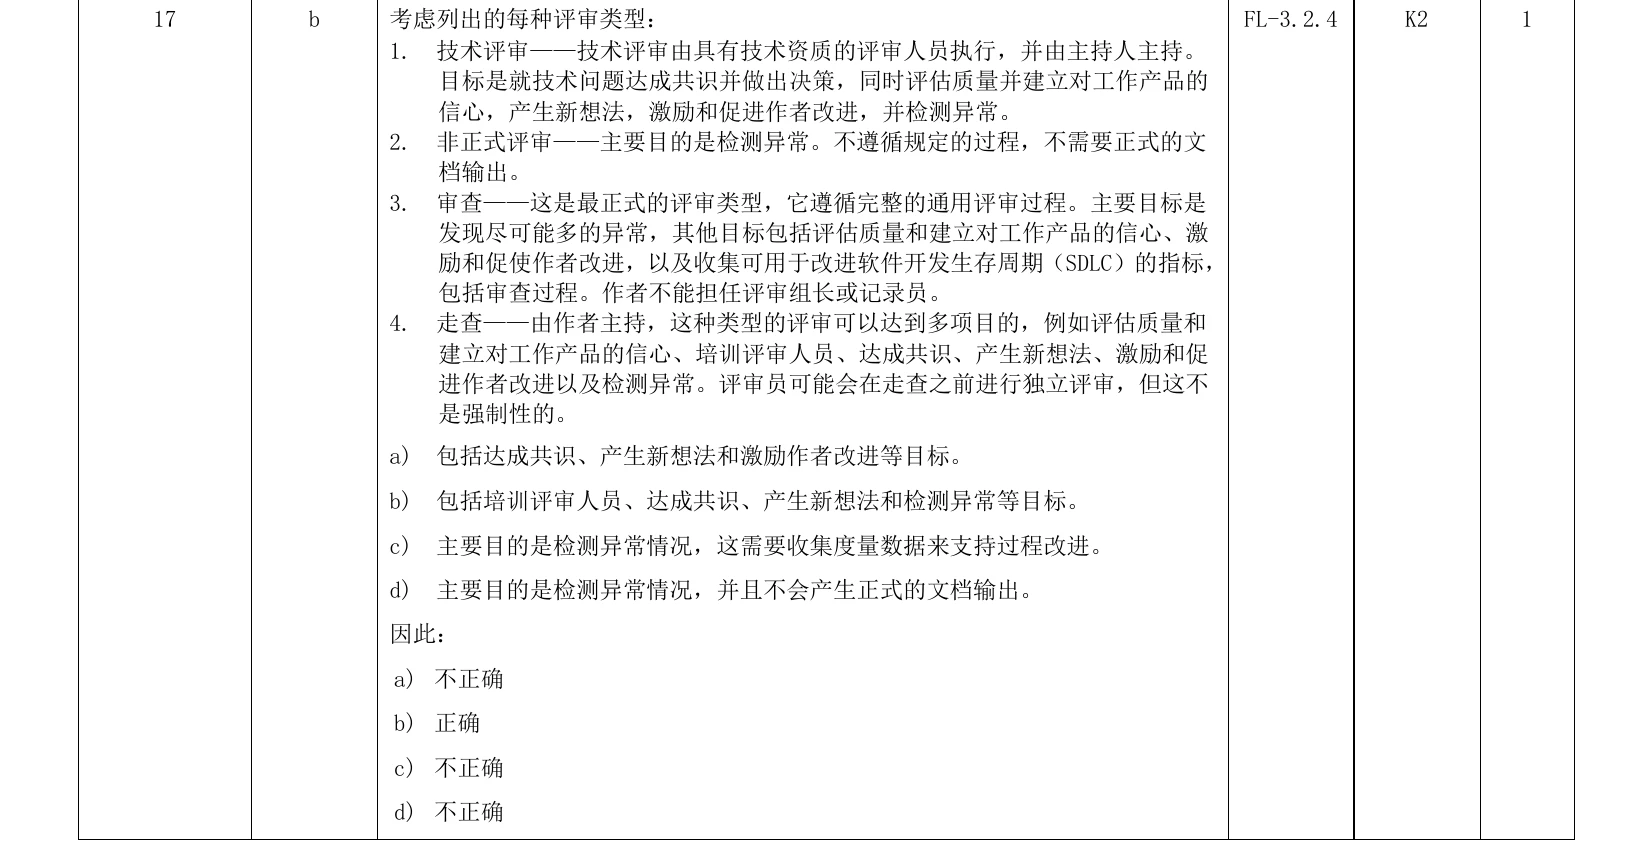 17 b 考虑列出的每种评审类型： FL-3.2.4 K2 1
1. 技术评审——技术评审由具有技术资质的评审人员执行，并由主持人主持。
目标是就技术问题达成共识并做出决策，同时评估质量并建立对工作产品的
信心，产生新想法，激励和促进作者改进，并检测异常。
2. 非正式评审——主要目的是检测异常。不遵循规定的过程，不需要正式的文
档输出。
3. 审查——这是最正式的评审类型，它遵循完整的通用评审过程。主要目标是
发现尽可能多的异常，其他目标包括评估质量和建立对工作产品的信心、激
励和促使作者改进，以及收集可用于改进软件开发生存周期（SDLC）的指标，
包括审查过程。作者不能担任评审组长或记录员。
4. 走查——由作者主持，这种类型的评审可以达到多项目的，例如评估质量和
建立对工作产品的信心、培训评审人员、达成共识、产生新想法、激励和促
进作者改进以及检测异常。评审员可能会在走查之前进行独立评审，但这不
是强制性的。
a) 包括达成共识、产生新想法和激励作者改进等目标。
b) 包括培训评审人员、达成共识、产生新想法和检测异常等目标。
c) 主要目的是检测异常情况，这需要收集度量数据来支持过程改进。
d) 主要目的是检测异常情况，并且不会产生正式的文档输出。
因此：
a) 不正确
b) 正确
c) 不正确
d) 不正确